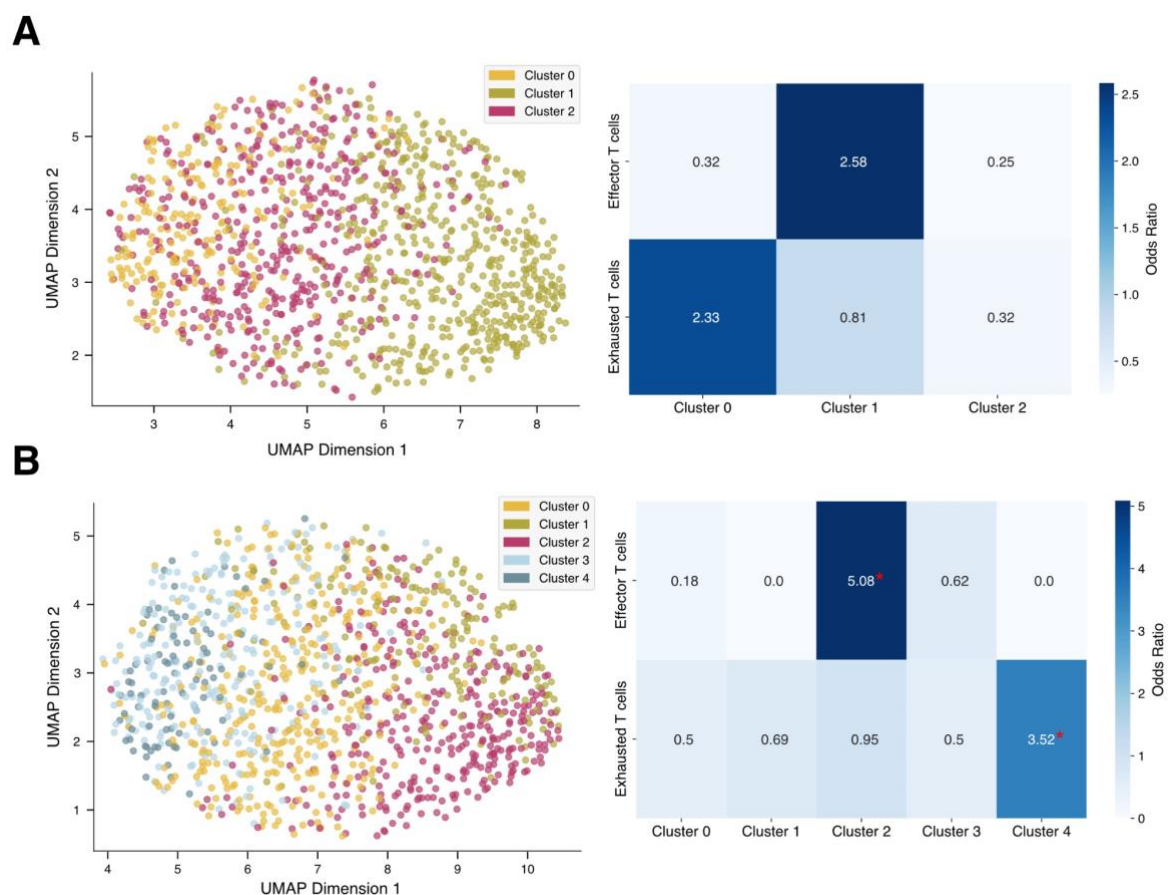 A
Cluster 0
Cluster 1
Cluster 2
5
4
3
2
3 4 5 6 7 8
UMAP Dimension 1
UMAP Dimension 2
Effector T cells
Exhausted T cells
0.32 2.58 0.25
2.33 0.81 0.32
Cluster 0 Cluster 1 Cluster 2
2.5
2.0
1.5
1.0
0.5
Odds Ratio
B
Cluster 0
Cluster 1
Cluster 2
Cluster 3
Cluster 4
5
4
3
2
1
4 5 6 7 8 9 10
UMAP Dimension 1
UMAP Dimension 2
Effector T cells
Exhausted T cells
0.18 0.0 5.08* 0.62 0.0
0.5 0.69 0.95 0.5 3.52*
Cluster 0 Cluster 1 Cluster 2 Cluster 3 Cluster 4
5
4
3
2
1
0
Odds Ratio